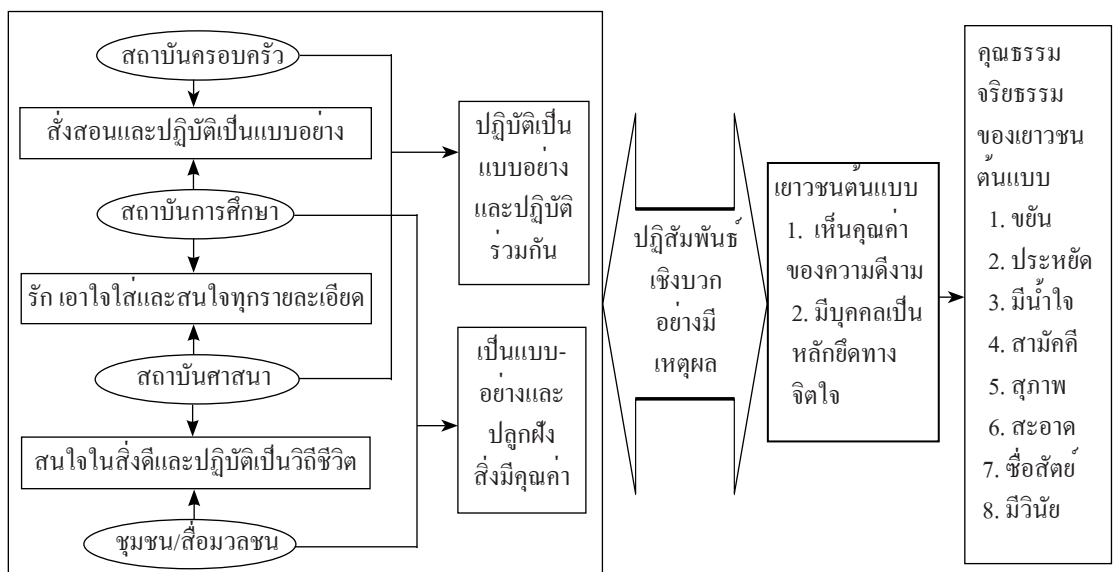 สถาบันครอบครัว
สั่งสอนและปฏิบัติเป็นแบบอย่าง
สถาบันการศึกษา
รัก เอาใจใส่และสนใจทุกรายละเอียด
สถาบันศาสนา
สนใจในสิ่งดีและปฏิบัติเป็นวิถีชีวิต
ชุมชน/สื่อมวลชน
ปฏิบัติเป็น
แบบอย่าง
และปฏิบัติ
ร่วมกัน
เป็นแบบ-
อย่างและ
ปลูกฝัง
สิ่งมีคุณค่า
ปฏิสัมพันธ์
เชิงบวก
อย่างมี
เหตุผล
เยาวชนต้นแบบ
1. เห็นคุณค่า
ของความดีงาม
2. มีบุคคลเป็น
หลักยึดทาง
จิตใจ
คุณธรรม
จริยธรรม
ของเยาวชน
ต้นแบบ
1. ขยัน
2. ประหยัด
3. มีน้ำใจ
4. สามัคคี
5. สุภาพ
6. สะอาด
7. ซื่อสัตย์
8. มีวินัย